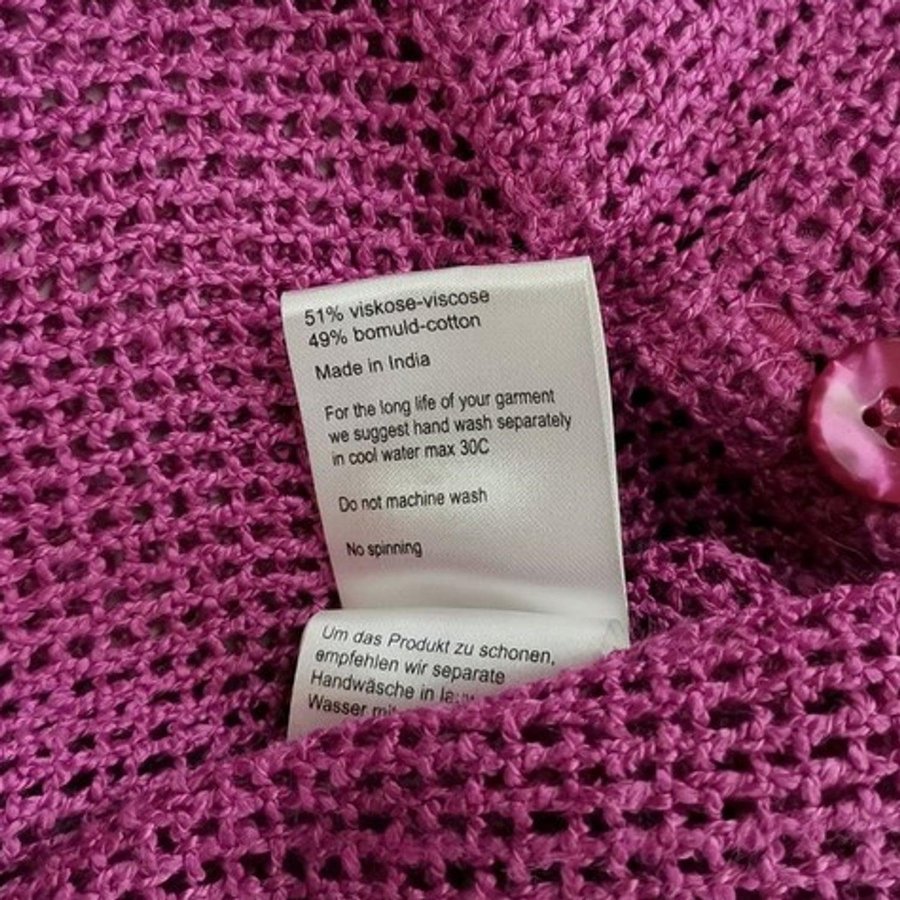 51% viskose-viscose
49% bomuld-cotton
Made in India
For the long life of your garment
we suggest hand wash separately
in cool water max 30C
Do not machine wash
No spinning
Um das Produkt zu schonen,
empfehlen wir separate
Handwäsche in
Wasser